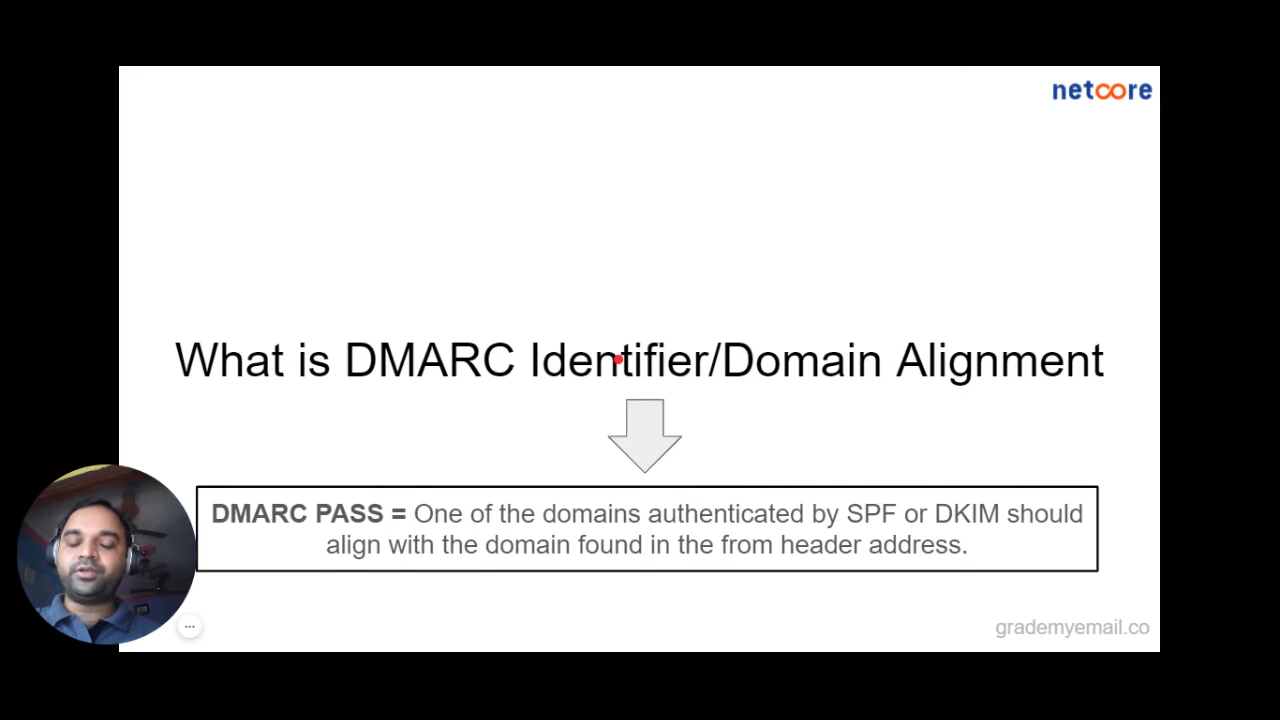 netcore
What is DMARC Identifier/Domain Alignment
DMARC PASS = One of the domains authenticated by SPF or DKIM should
align with the domain found in the from header address.
grademyemail.co